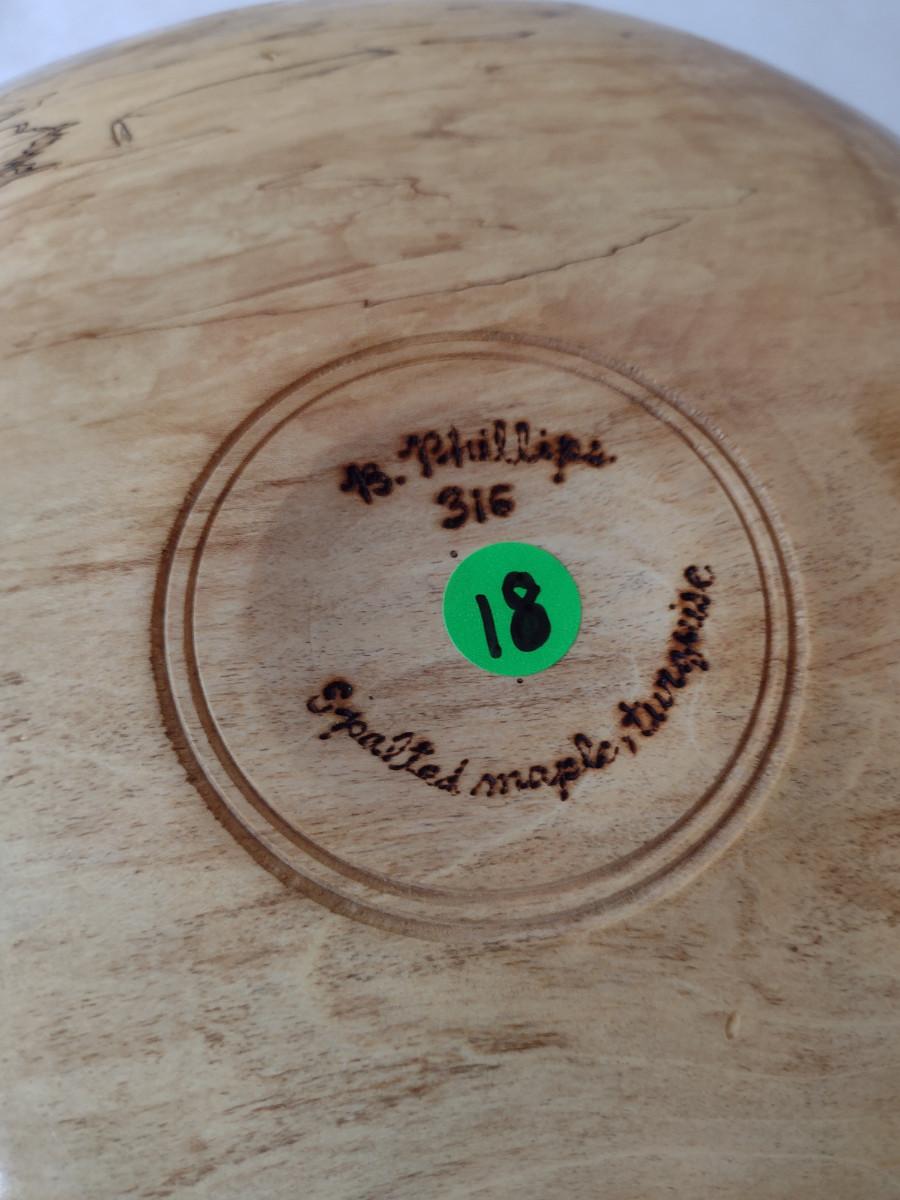 B. Phillips.
316
18
Spalted maple, turquoise